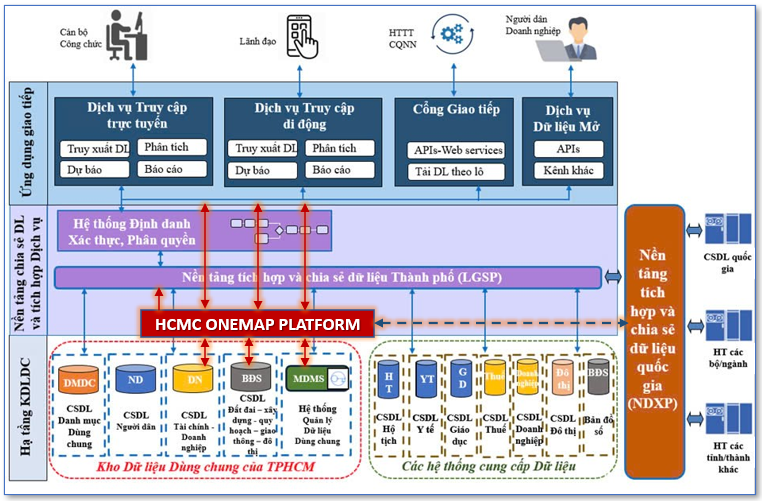 Cán bộ
Công chức
Lãnh đạo
HTTT
CQNN
Người dân
Doanh nghiệp
Ứng dụng giao tiếp
Dịch vụ Truy cập
trực tuyến
Truy xuất DL
Phân tích
Dự báo
Báo cáo
Dịch vụ Truy cập
di động
Truy xuất DL
Phân tích
Dự báo
Báo cáo
Cổng Giao tiếp
APIs-Web services
Tải DL theo lô
Dịch vụ
Dữ liệu Mở
APIs
Kênh khác
Nền tảng chia sẻ DL
và tích hợp Dịch vụ
Hệ thống Định danh
Xác thực, Phân quyền
Nền tảng tích hợp và chia sẻ dữ liệu Thành phố (LGSP)
HCMC ONEMAP PLATFORM
Nền
tảng
tích
hợp và
chia sẻ
dữ liệu
quốc
gia
(NDXP)
CSDL quốc
gia
HT các
bộ/ngành
HT các
tỉnh/thành
khác
Hạ tầng KDLDC
DMDC
CSDL
Danh mục
Dùng
chung
ND
CSDL
Người dân
DN
CSDL
Tài chính -
Doanh
nghiệp
BĐS
CSDL
Đất đai – xây
dựng - quy
hoạch – giao
thông – đô
thị
MDMS
Hệ thống
Quản lý
Dữ liệu
Dùng chung
Kho Dữ liệu Dùng chung của TPHCM
HT
CSDL
Hộ
tịch
YT
CSDL
Y tế
GD
CSDL
Giáo
dục
Thuế
CSDL
Thuế
Doanh
nghiệp
CSDL
Doanh
nghiệp
Đô
thị
CSDL
Đô thị
BĐS
Bản đồ
số
Các hệ thống cung cấp Dữ liệu